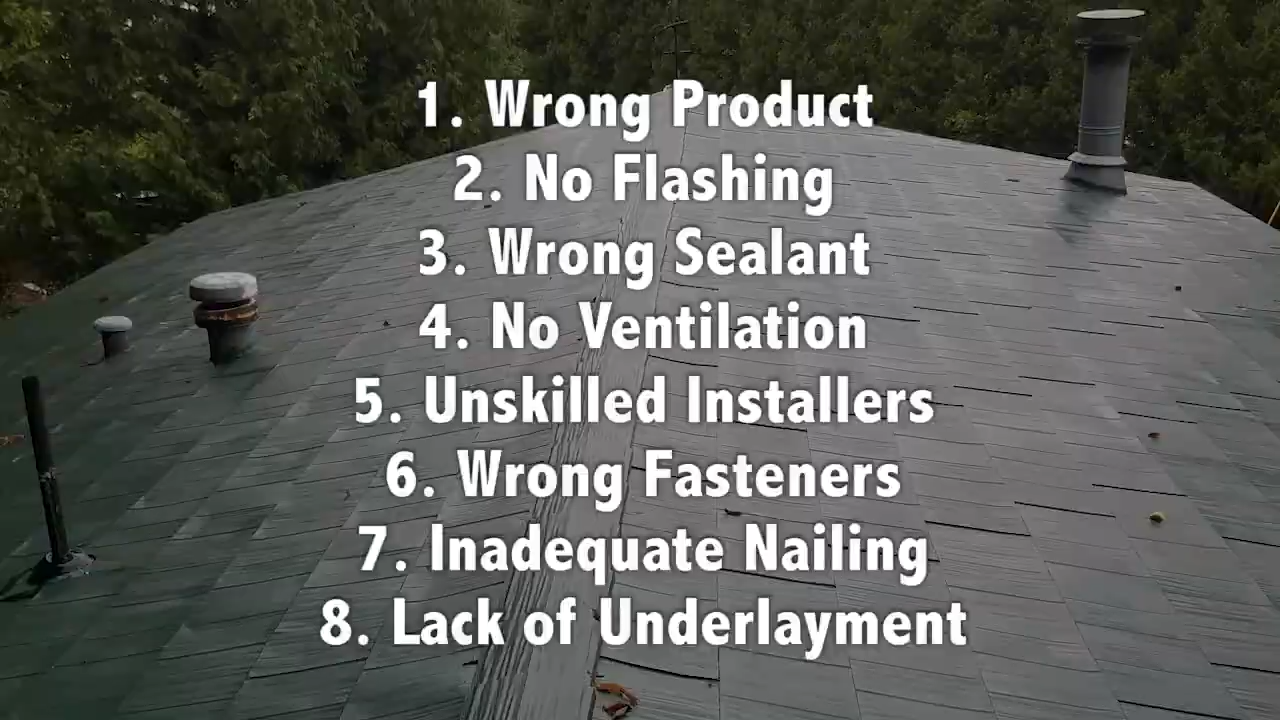 1. Wrong Product
2. No Flashing
3. Wrong Sealant
4. No Ventilation
5. Unskilled Installers
6. Wrong Fasteners
7. Inadequate Nailing
8. Lack of Underlayment